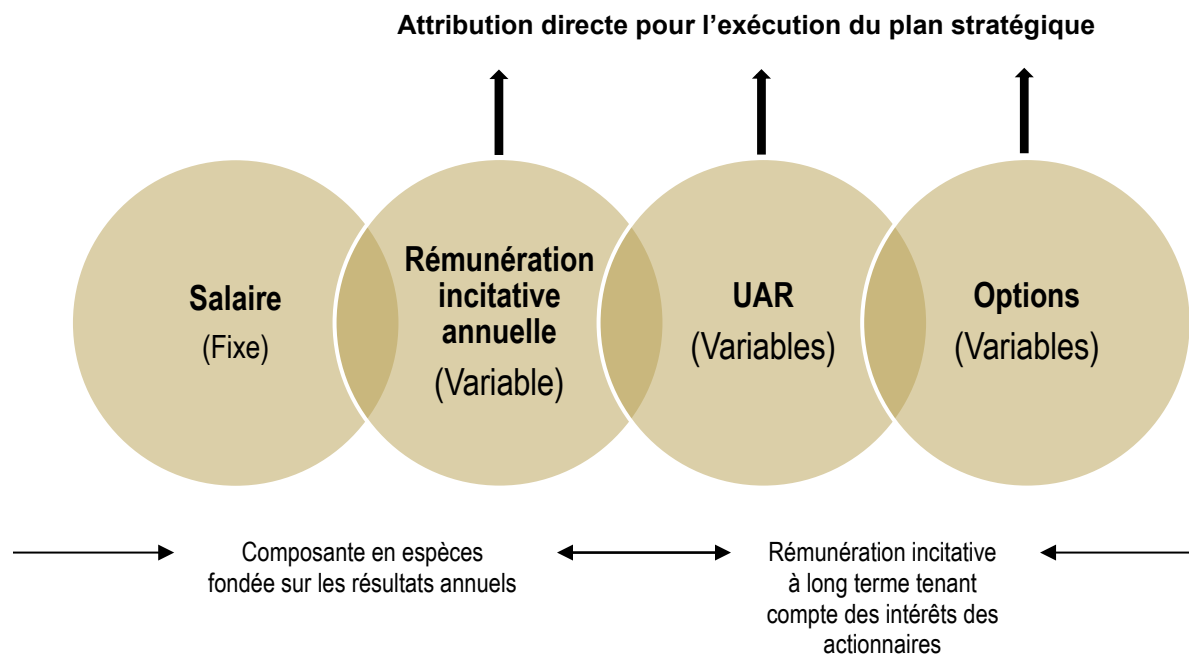 Attribution directe pour l’exécution du plan stratégique
Salaire
(Fixe)
Rémunération
incitative
annuelle
(Variable)
UAR
(Variables)
Options
(Variables)
Composante en espèces
fondée sur les résultats annuels
Rémunération incitative
à long terme tenant
compte des intérêts des
actionnaires